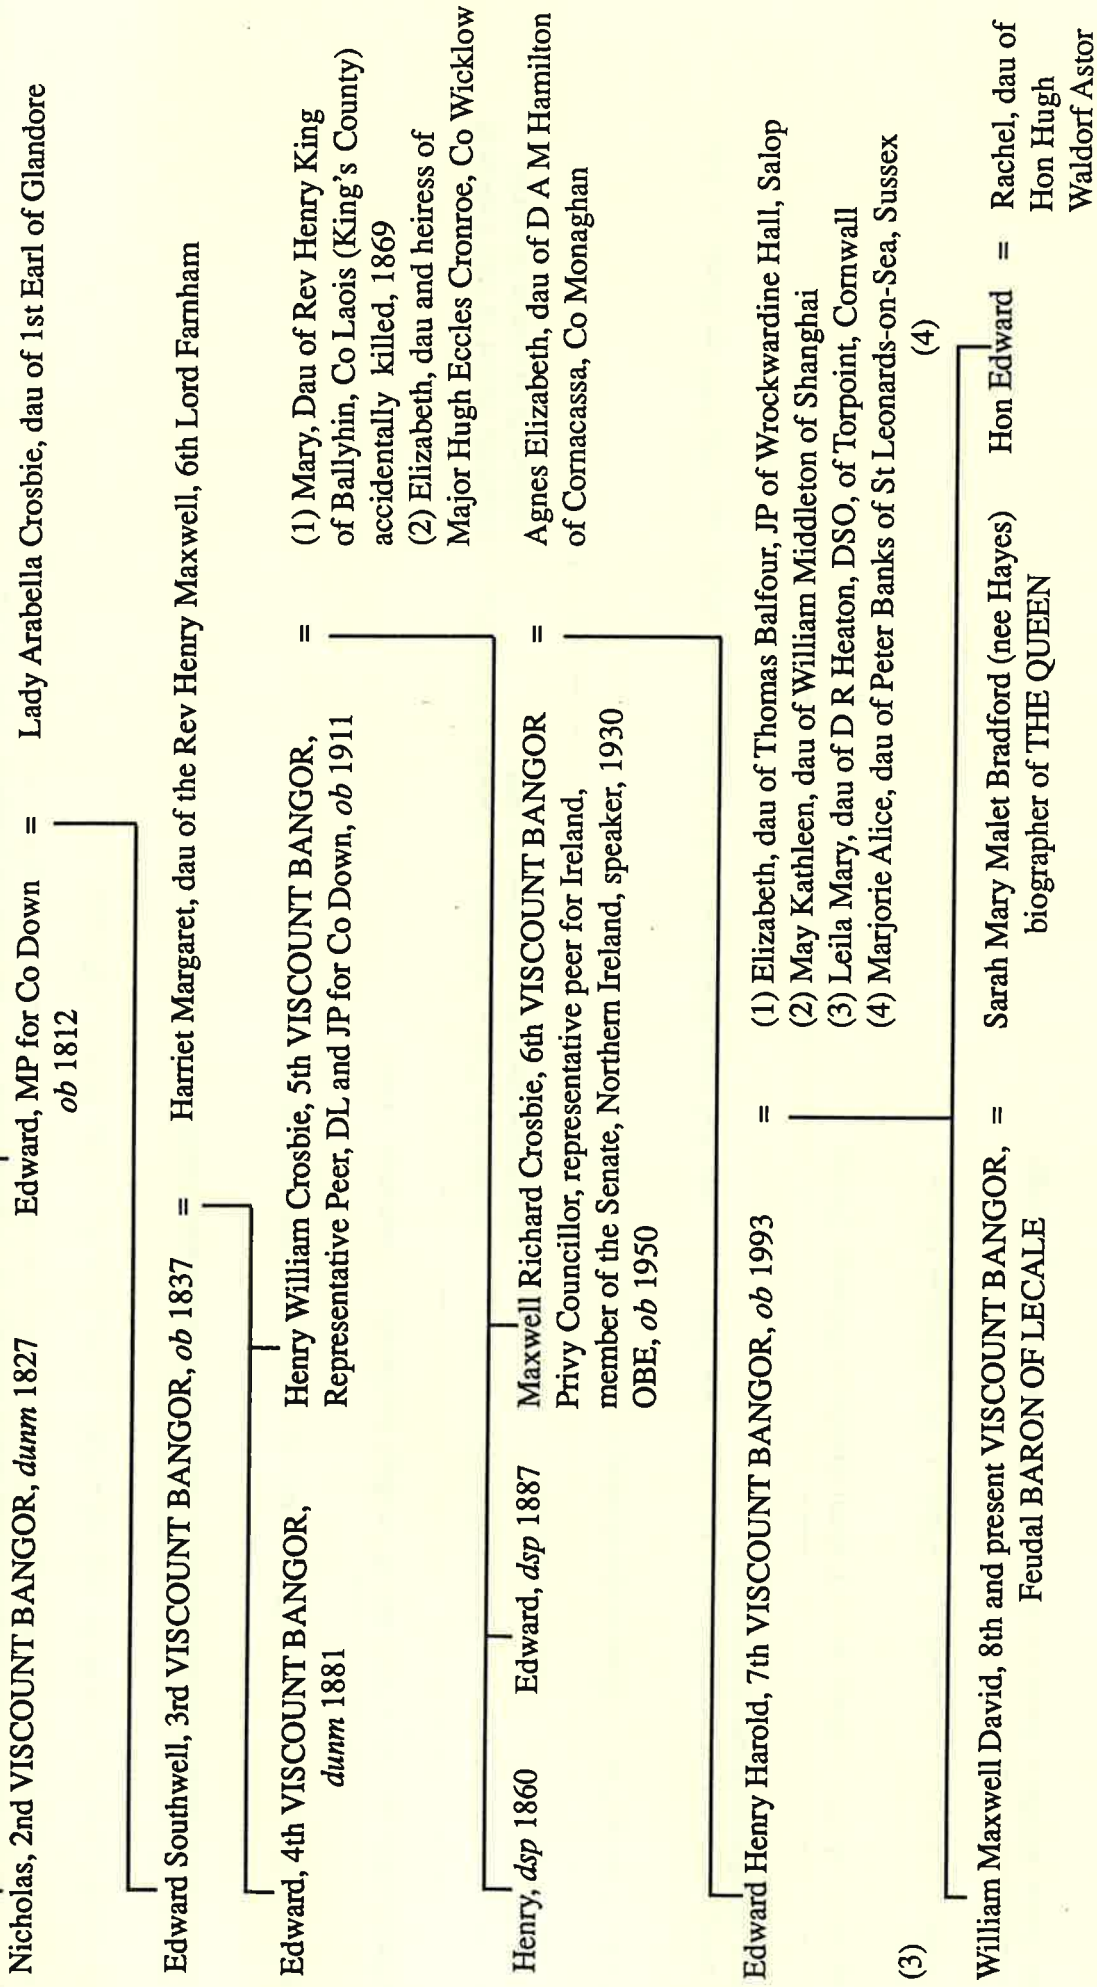 Nicholas, 2nd VISCOUNT BANGOR, dunm 1827
Edward, MP for Co Down
ob 1812
=
Lady Arabella Crosbie, dau of 1st Earl of Glandore
Edward Southwell, 3rd VISCOUNT BANGOR, ob 1837
=
Harriet Margaret, dau of the Rev Henry Maxwell, 6th Lord Farnham
Edward, 4th VISCOUNT BANGOR,
dunm 1881
Henry William Crosbie, 5th VISCOUNT BANGOR,
Representative Peer, DL and JP for Co Down, ob 1911
=
(1) Mary, Dau of Rev Henry King
of Ballyhin, Co Laois (King's County)
accidentally killed, 1869
(2) Elizabeth, dau and heiress of
Major Hugh Eccles Cronroe, Co Wicklow
Henry, dsp 1860
Edward, dsp 1887
Maxwell Richard Crosbie, 6th VISCOUNT BANGOR
Privy Councillor, representative peer for Ireland,
member of the Senate, Northern Ireland, speaker, 1930
OBE, ob 1950
=
Agnes Elizabeth, dau of D A M Hamilton
of Cornacassa, Co Monaghan
Edward Henry Harold, 7th VISCOUNT BANGOR, ob 1993
=
(1) Elizabeth, dau of Thomas Balfour, JP of Wrockwardine Hall, Salop
(2) May Kathleen, dau of William Middleton of Shanghai
(3) Leila Mary, dau of D R Heaton, DSO, of Torpoint, Cornwall
(4) Marjorie Alice, dau of Peter Banks of St Leonards-on-Sea, Sussex
(3)
(4)
William Maxwell David, 8th and present VISCOUNT BANGOR,
Feudal BARON OF LECALE
=
Sarah Mary Malet Bradford (nee Hayes)
biographer of THE QUEEN
Hon Edward
=
Rachel, dau of
Hon Hugh
Waldorf Astor